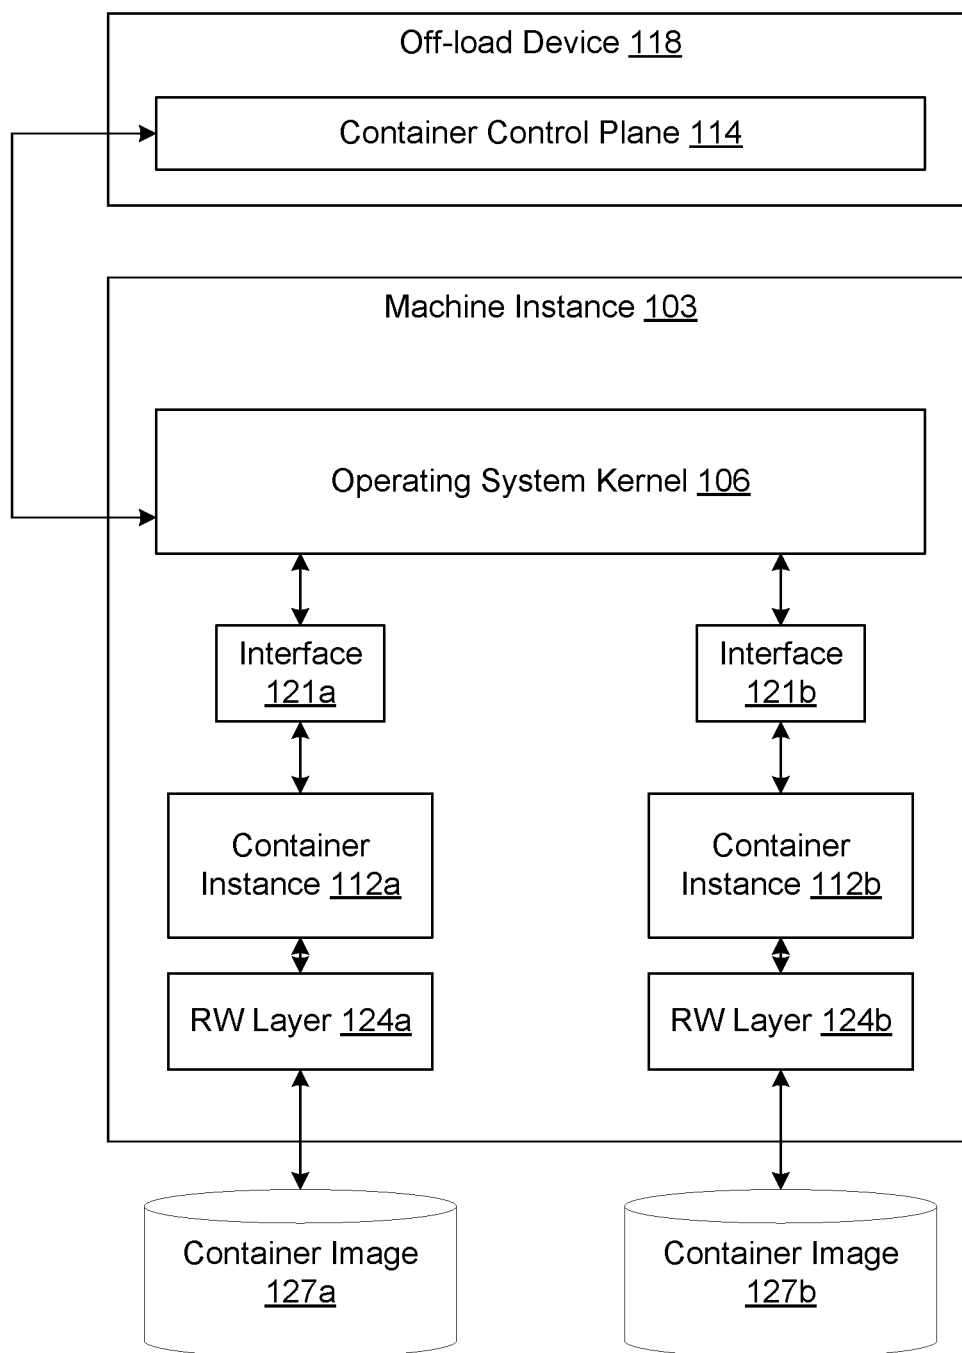 Off-load Device 118
Container Control Plane 114
Machine Instance 103
Operating System Kernel 106
Interface
121a
Interface
121b
Container
Instance 112a
Container
Instance 112b
RW Layer 124a
RW Layer 124b
Container Image
127a
Container Image
127b